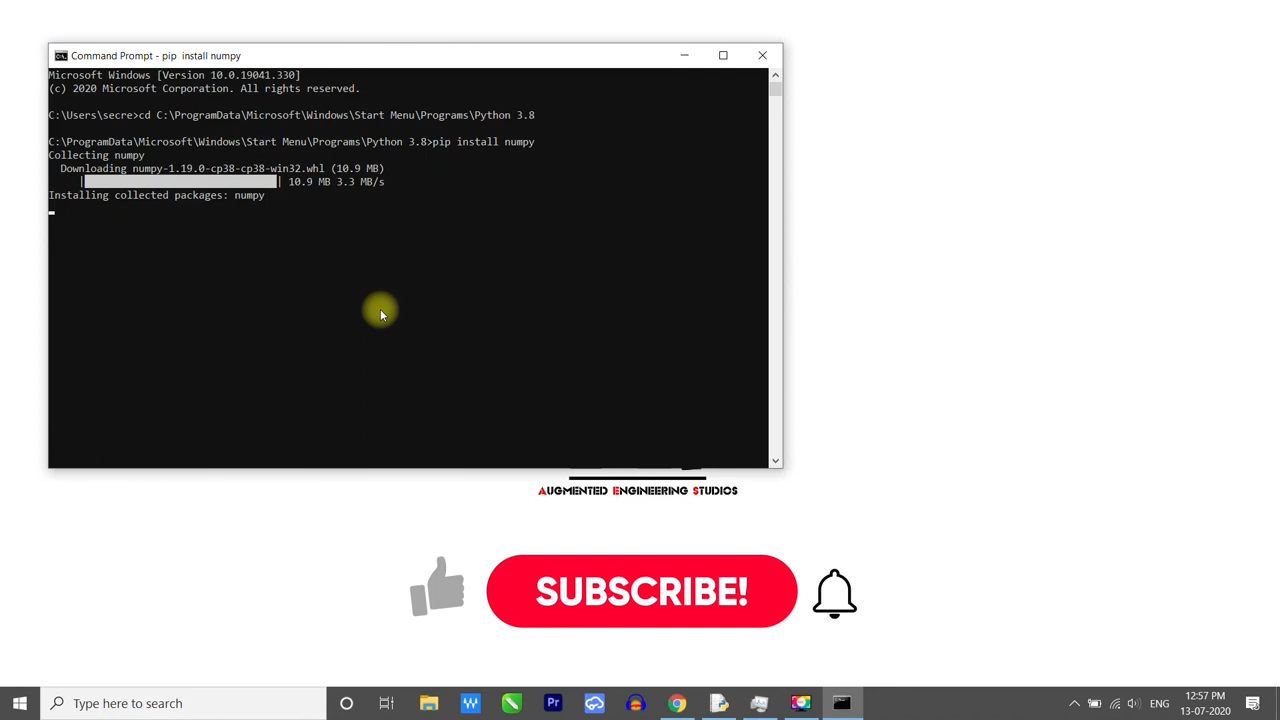 Command Prompt - pip  install numpy
Microsoft Windows [Version 10.0.19041.330]
(c) 2020 Microsoft Corporation. All rights reserved.
C:\Users\secre>cd C:\ProgramData\Microsoft\Windows\Start Menu\Programs\Python 3.8
C:\ProgramData\Microsoft\Windows\Start Menu\Programs\Python 3.8>pip install numpy
Collecting numpy
Downloading numpy-1.19.0-cp38-cp38-win32.whl (10.9 MB)
| | 10.9 MB 3.3 MB/s
Installing collected packages: numpy
AUGMENTED ENGINEERING STUDIOS
SUBSCRIBE!
Type here to search
Pr
ENG
12:57 PM
13-07-2020